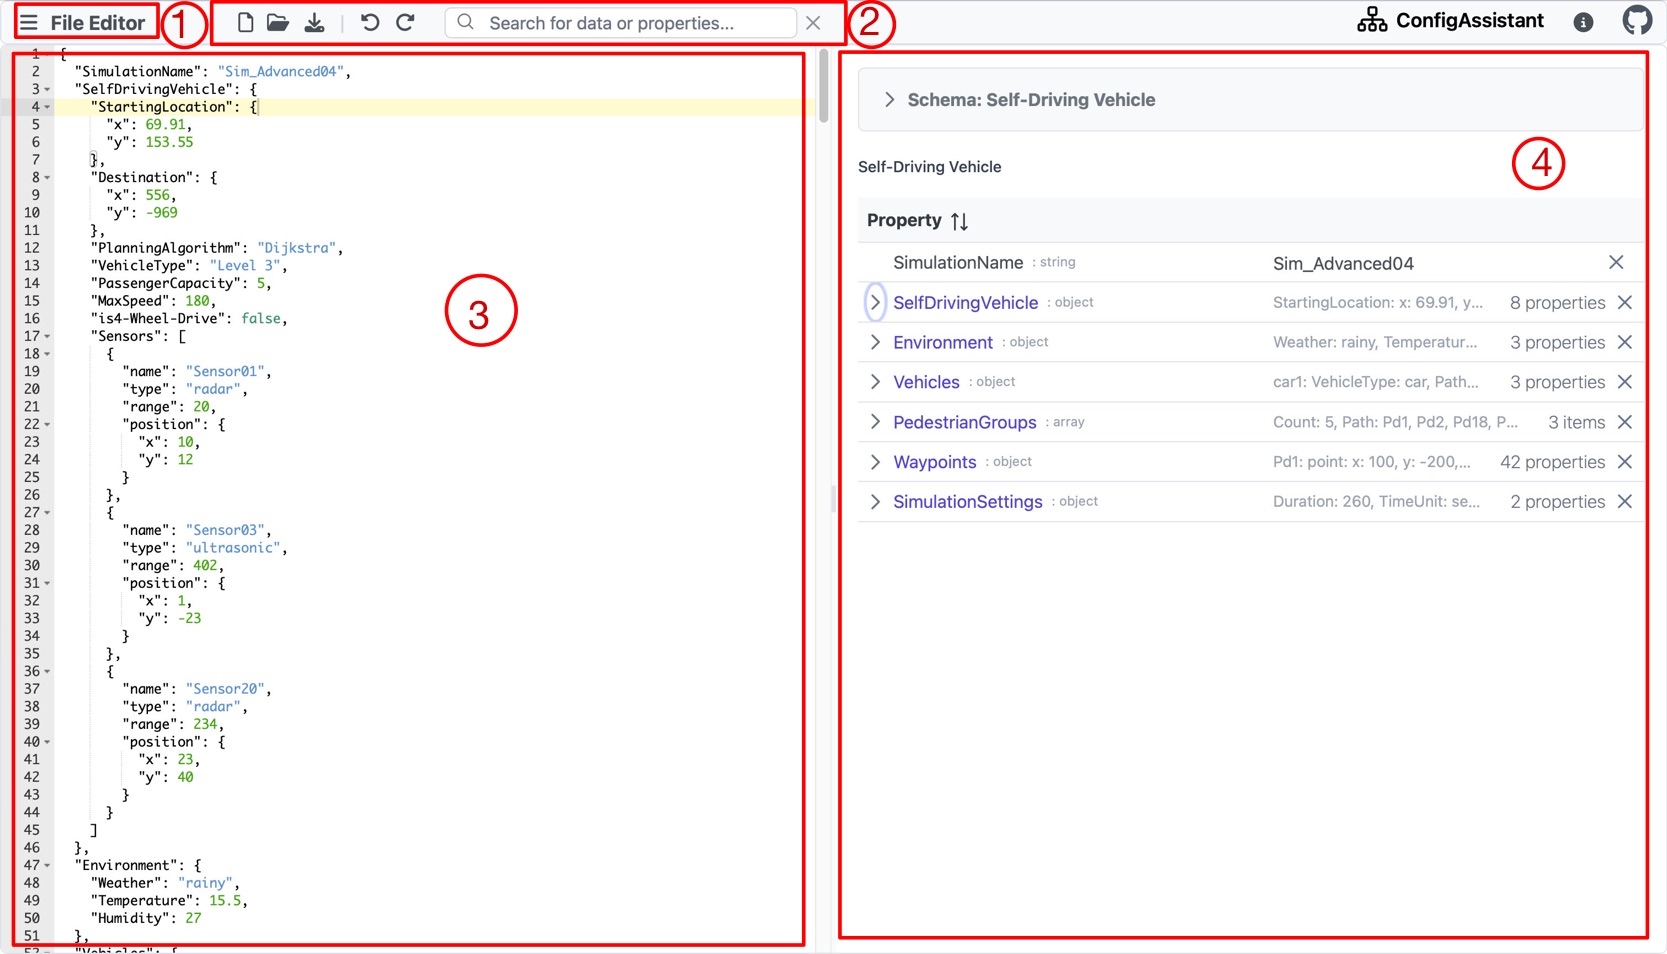 File Editor
1
Search for data or properties...
2
ConfigAssistant
1 {
2 "SimulationName": "Sim_Advanced04",
3 "SelfDrivingVehicle": {
4 "StartingLocation": {
5 "x": 69.91,
6 "y": 153.55
7 },
8 "Destination": {
9 "x": 556,
10 "y": -969
11 },
12 "PlanningAlgorithm": "Dijkstra",
13 "VehicleType": "Level 3",
14 "PassengerCapacity": 5,
15 "MaxSpeed": 180,
16 "is4-Wheel-Drive": false,
17 "Sensors": [
18 {
19 "name": "Sensor01",
20 "type": "radar",
21 "range": 20,
22 "position": {
23 "x": 10,
24 "y": 12
25 }
26 },
27 {
28 "name": "Sensor03",
29 "type": "ultrasonic",
30 "range": 402,
31 "position": {
32 "x": 1,
33 "y": -23
34 }
35 },
36 {
37 "name": "Sensor20",
38 "type": "radar",
39 "range": 234,
40 "position": {
41 "x": 23,
42 "y": 40
43 }
44 }
45 ]
46 },
47 "Environment": {
48 "Weather": "rainy",
49 "Temperature": 15.5,
50 "Humidity": 27
51 },
52 "Vehicles": {
3
Schema: Self-Driving Vehicle
4
Self-Driving Vehicle
Property
SimulationName : string Sim_Advanced04
SelfDrivingVehicle : object StartingLocation: x: 69.91, y... 8 properties
Environment : object Weather: rainy, Temperatur... 3 properties
Vehicles : object car1: VehicleType: car, Path... 3 properties
PedestrianGroups : array Count: 5, Path: Pd1, Pd2, Pd18, P... 3 items
Waypoints : object Pd1: point: x: 100, y: -200,... 42 properties
SimulationSettings : object Duration: 260, TimeUnit: se... 2 properties